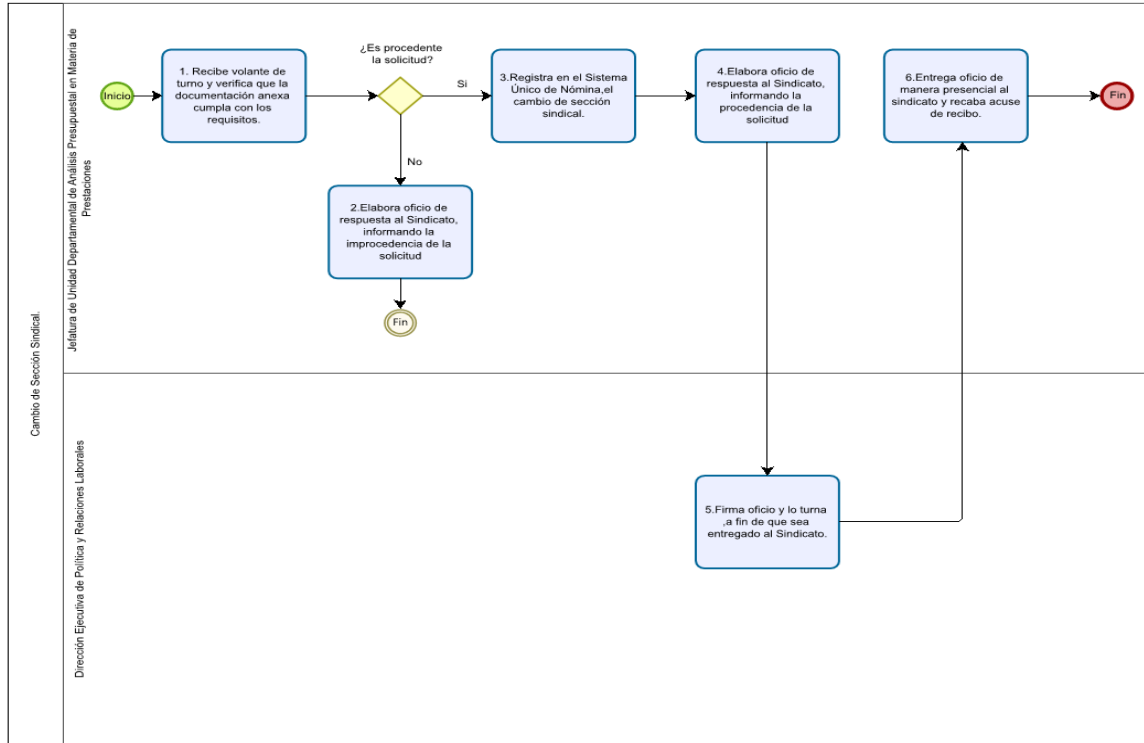 Cambio de Sección Sindical.
Jefatura de Unidad Departamental de Análisis Presupuestal en Materia de
Prestaciones
Inicio
1. Recibe volante de
turno y verifica que la
documentación anexa
cumpla con los
requisitos.
¿Es procedente
la solicitud?
Si
No
2.Elabora oficio de
respuesta al Sindicato,
informando la
improcedencia de la
solicitud
Fin
3.Registra en el Sistema
Único de Nómina,el
cambio de sección
sindical.
4.Elabora oficio de
respuesta al Sindicato,
informando la
procedencia de la
solicitud
6.Entrega oficio de
manera presencial al
sindicato y recaba acuse
de recibo.
Fin
Dirección Ejecutiva de Política y Relaciones Laborales
5.Firma oficio y lo turna
,a fin de que sea
entregado al Sindicato.